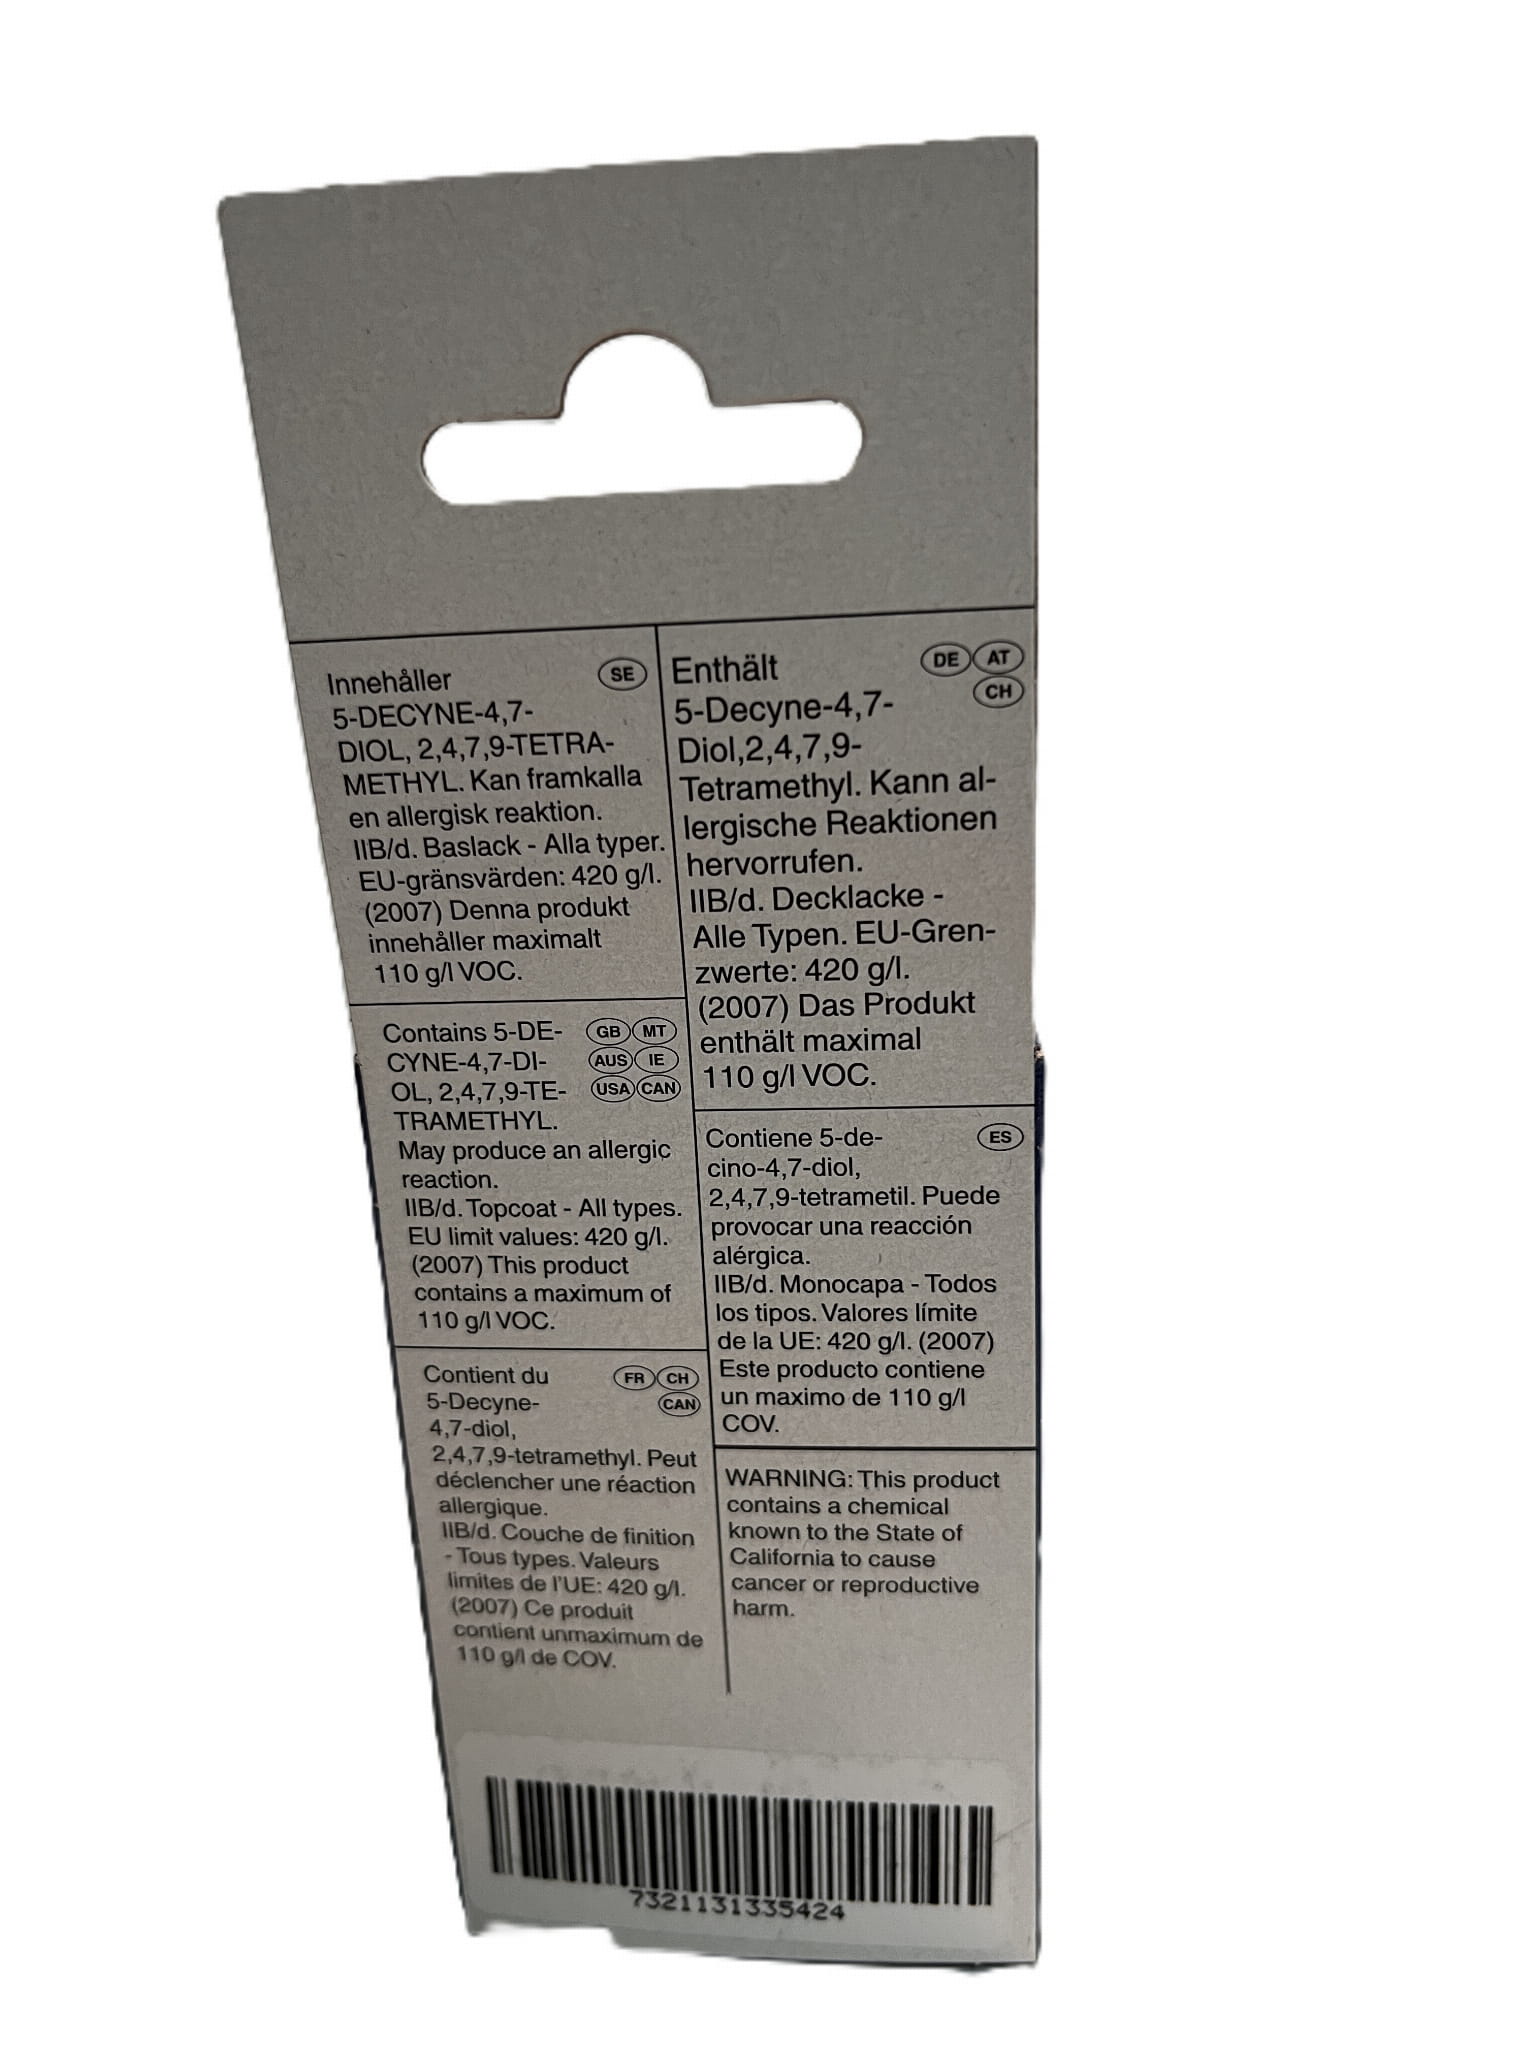 Innehåller
SE
5-DECYNE-4,7-
DIOL, 2,4,7,9-TETRA-
METHYL. Kan framkalla
en allergisk reaktion.
IIB/d. Baslack - Alla typer.
EU-gränsvärden: 420 g/l.
(2007) Denna produkt
innehåller maximalt
110 g/l VOC.
Contains 5-DE-
GB MT
CYNE-4,7-DI-
AUS IE
OL, 2,4,7,9-TE-
USA CAN
TRAMETHYL.
May produce an allergic
reaction.
IIB/d. Topcoat - All types.
EU limit values: 420 g/l.
(2007) This product
contains a maximum of
110 g/l VOC.
Contient du
FR CH
5-Decyne-
CAN
4,7-diol,
2,4,7,9-tetramethyl. Peut
déclencher une réaction
allergique.
IIB/d. Couche de finition
- Tous types. Valeurs
limites de l'UE: 420 g/l.
(2007) Ce produit
contient unmaximum de
110 g/l de COV.
Enthält
DE AT
5-Decyne-4,7-
CH
Diol,2,4,7,9-
Tetramethyl. Kann al-
lergische Reaktionen
hervorrufen.
IIB/d. Decklacke -
Alle Typen. EU-Gren-
zwerte: 420 g/l.
(2007) Das Produkt
enthält maximal
110 g/l VOC.
Contiene 5-de-
ES
cino-4,7-diol,
2,4,7,9-tetrametil. Puede
provocar una reacción
alérgica.
IIB/d. Monocapa - Todos
los tipos. Valores límite
de la UE: 420 g/l. (2007)
Este producto contiene
un maximo de 110 g/l
COV.
WARNING: This product
contains a chemical
known to the State of
California to cause
cancer or reproductive
harm.
7321131335424